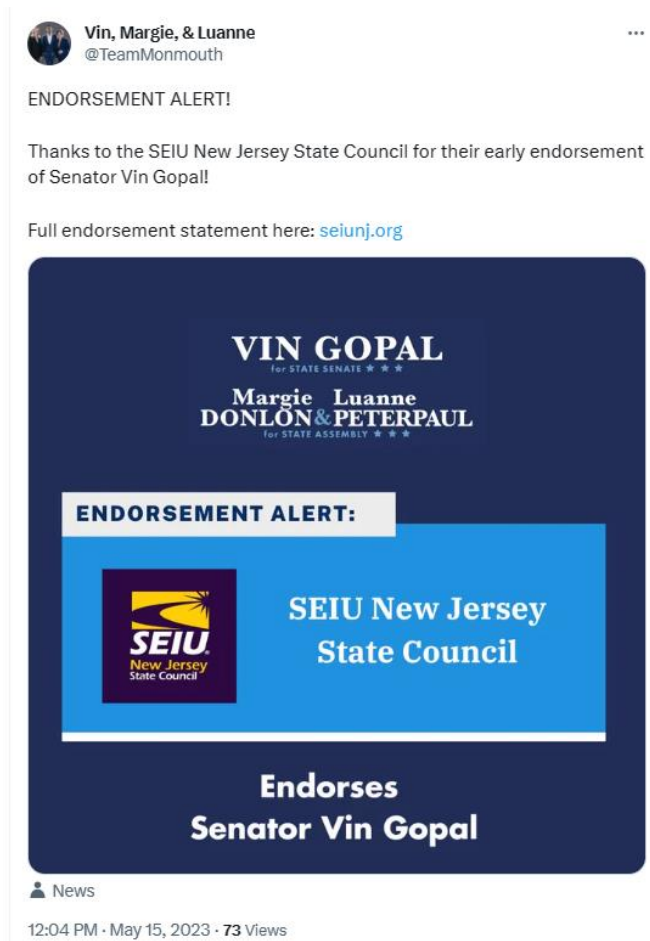 Vin, Margie, & Luanne
@TeamMonmouth
ENDORSEMENT ALERT!
Thanks to the SEIU New Jersey State Council for their early endorsement
of Senator Vin Gopal!
Full endorsement statement here: seiunj.org
VIN GOPAL
for STATE SENATE
Margie Luanne
DONLON & PETERPAUL
for STATE ASSEMBLY
ENDORSEMENT ALERT:
SEIU
New Jersey
State Council
SEIU New Jersey
State Council
Endorses
Senator Vin Gopal
News
12:04 PM · May 15, 2023 · 73 Views